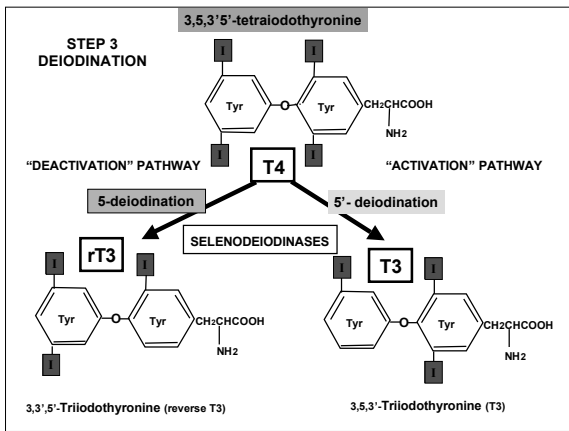 3,5,3'5'-tetraiodothyronine
STEP 3
DEIODINATION
I I
Tyr O Tyr CH2CHCOOH
NH2
I I
"DEACTIVATION" PATHWAY T4 "ACTIVATION" PATHWAY
5-deiodination 5'- deiodination
SELENODEIODINASES
rT3 T3
I I I
Tyr O Tyr CH2CHCOOH Tyr O Tyr CH2CHCOOH
NH2 NH2
I I
3,3',5'-Triiodothyronine (reverse T3) 3,5,3'-Triiodothyronine (T3)